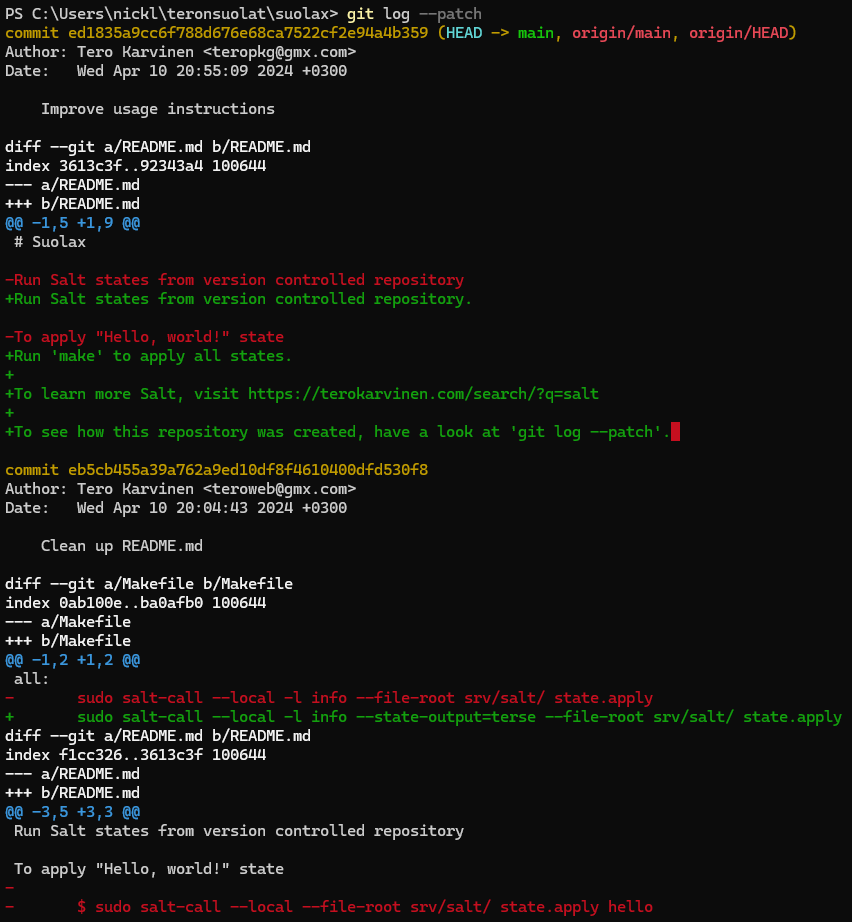 PS C:\Users\nickl\teronsuolat\suolax> git log --patch
commit ed1835a9cc6f788d676e68ca7522cf2e94a4b359 (HEAD -> main, origin/main, origin/HEAD)
Author: Tero Karvinen <teropkg@gmx.com>
Date:   Wed Apr 10 20:55:09 2024 +0300

    Improve usage instructions

diff --git a/README.md b/README.md
index 3613c3f..92343a4 100644
--- a/README.md
+++ b/README.md
@@ -1,5 +1,9 @@
 # Suolax

-Run Salt states from version controlled repository
+Run Salt states from version controlled repository.

-To apply "Hello, world!" state
+Run 'make' to apply all states.
+
+To learn more Salt, visit https://terokarvinen.com/search/?q=salt
+
+To see how this repository was created, have a look at 'git log --patch'.

commit eb5cb455a39a762a9ed10df8f4610400dfd530f8
Author: Tero Karvinen <teroweb@gmx.com>
Date:   Wed Apr 10 20:04:43 2024 +0300

    Clean up README.md

diff --git a/Makefile b/Makefile
index 0ab100e..ba0afb0 100644
--- a/Makefile
+++ b/Makefile
@@ -1,2 +1,2 @@
 all:
-       sudo salt-call --local -l info --file-root srv/salt/ state.apply
+       sudo salt-call --local -l info --state-output=terse --file-root srv/salt/ state.apply
diff --git a/README.md b/README.md
index f1cc326..3613c3f 100644
--- a/README.md
+++ b/README.md
@@ -3,5 +3,3 @@
 Run Salt states from version controlled repository

 To apply "Hello, world!" state
-
-       $ sudo salt-call --local --file-root srv/salt/ state.apply hello